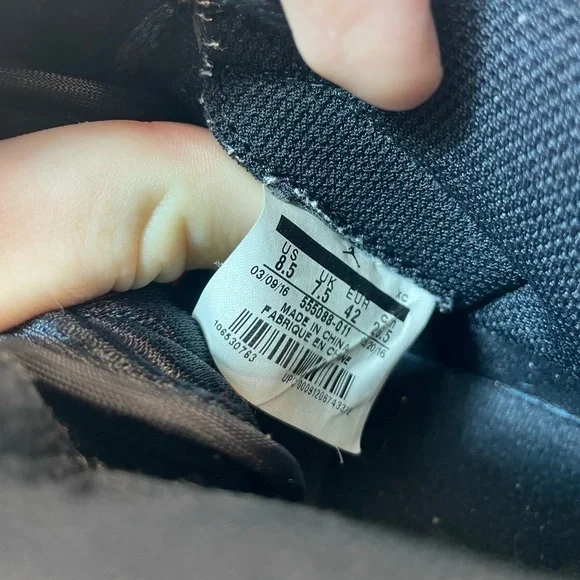 XC
US UK EUR
8.5 7.5 42
03/09/16
555088-011
MADE IN CHINA
FABRIQUE EN CHINE
106530763